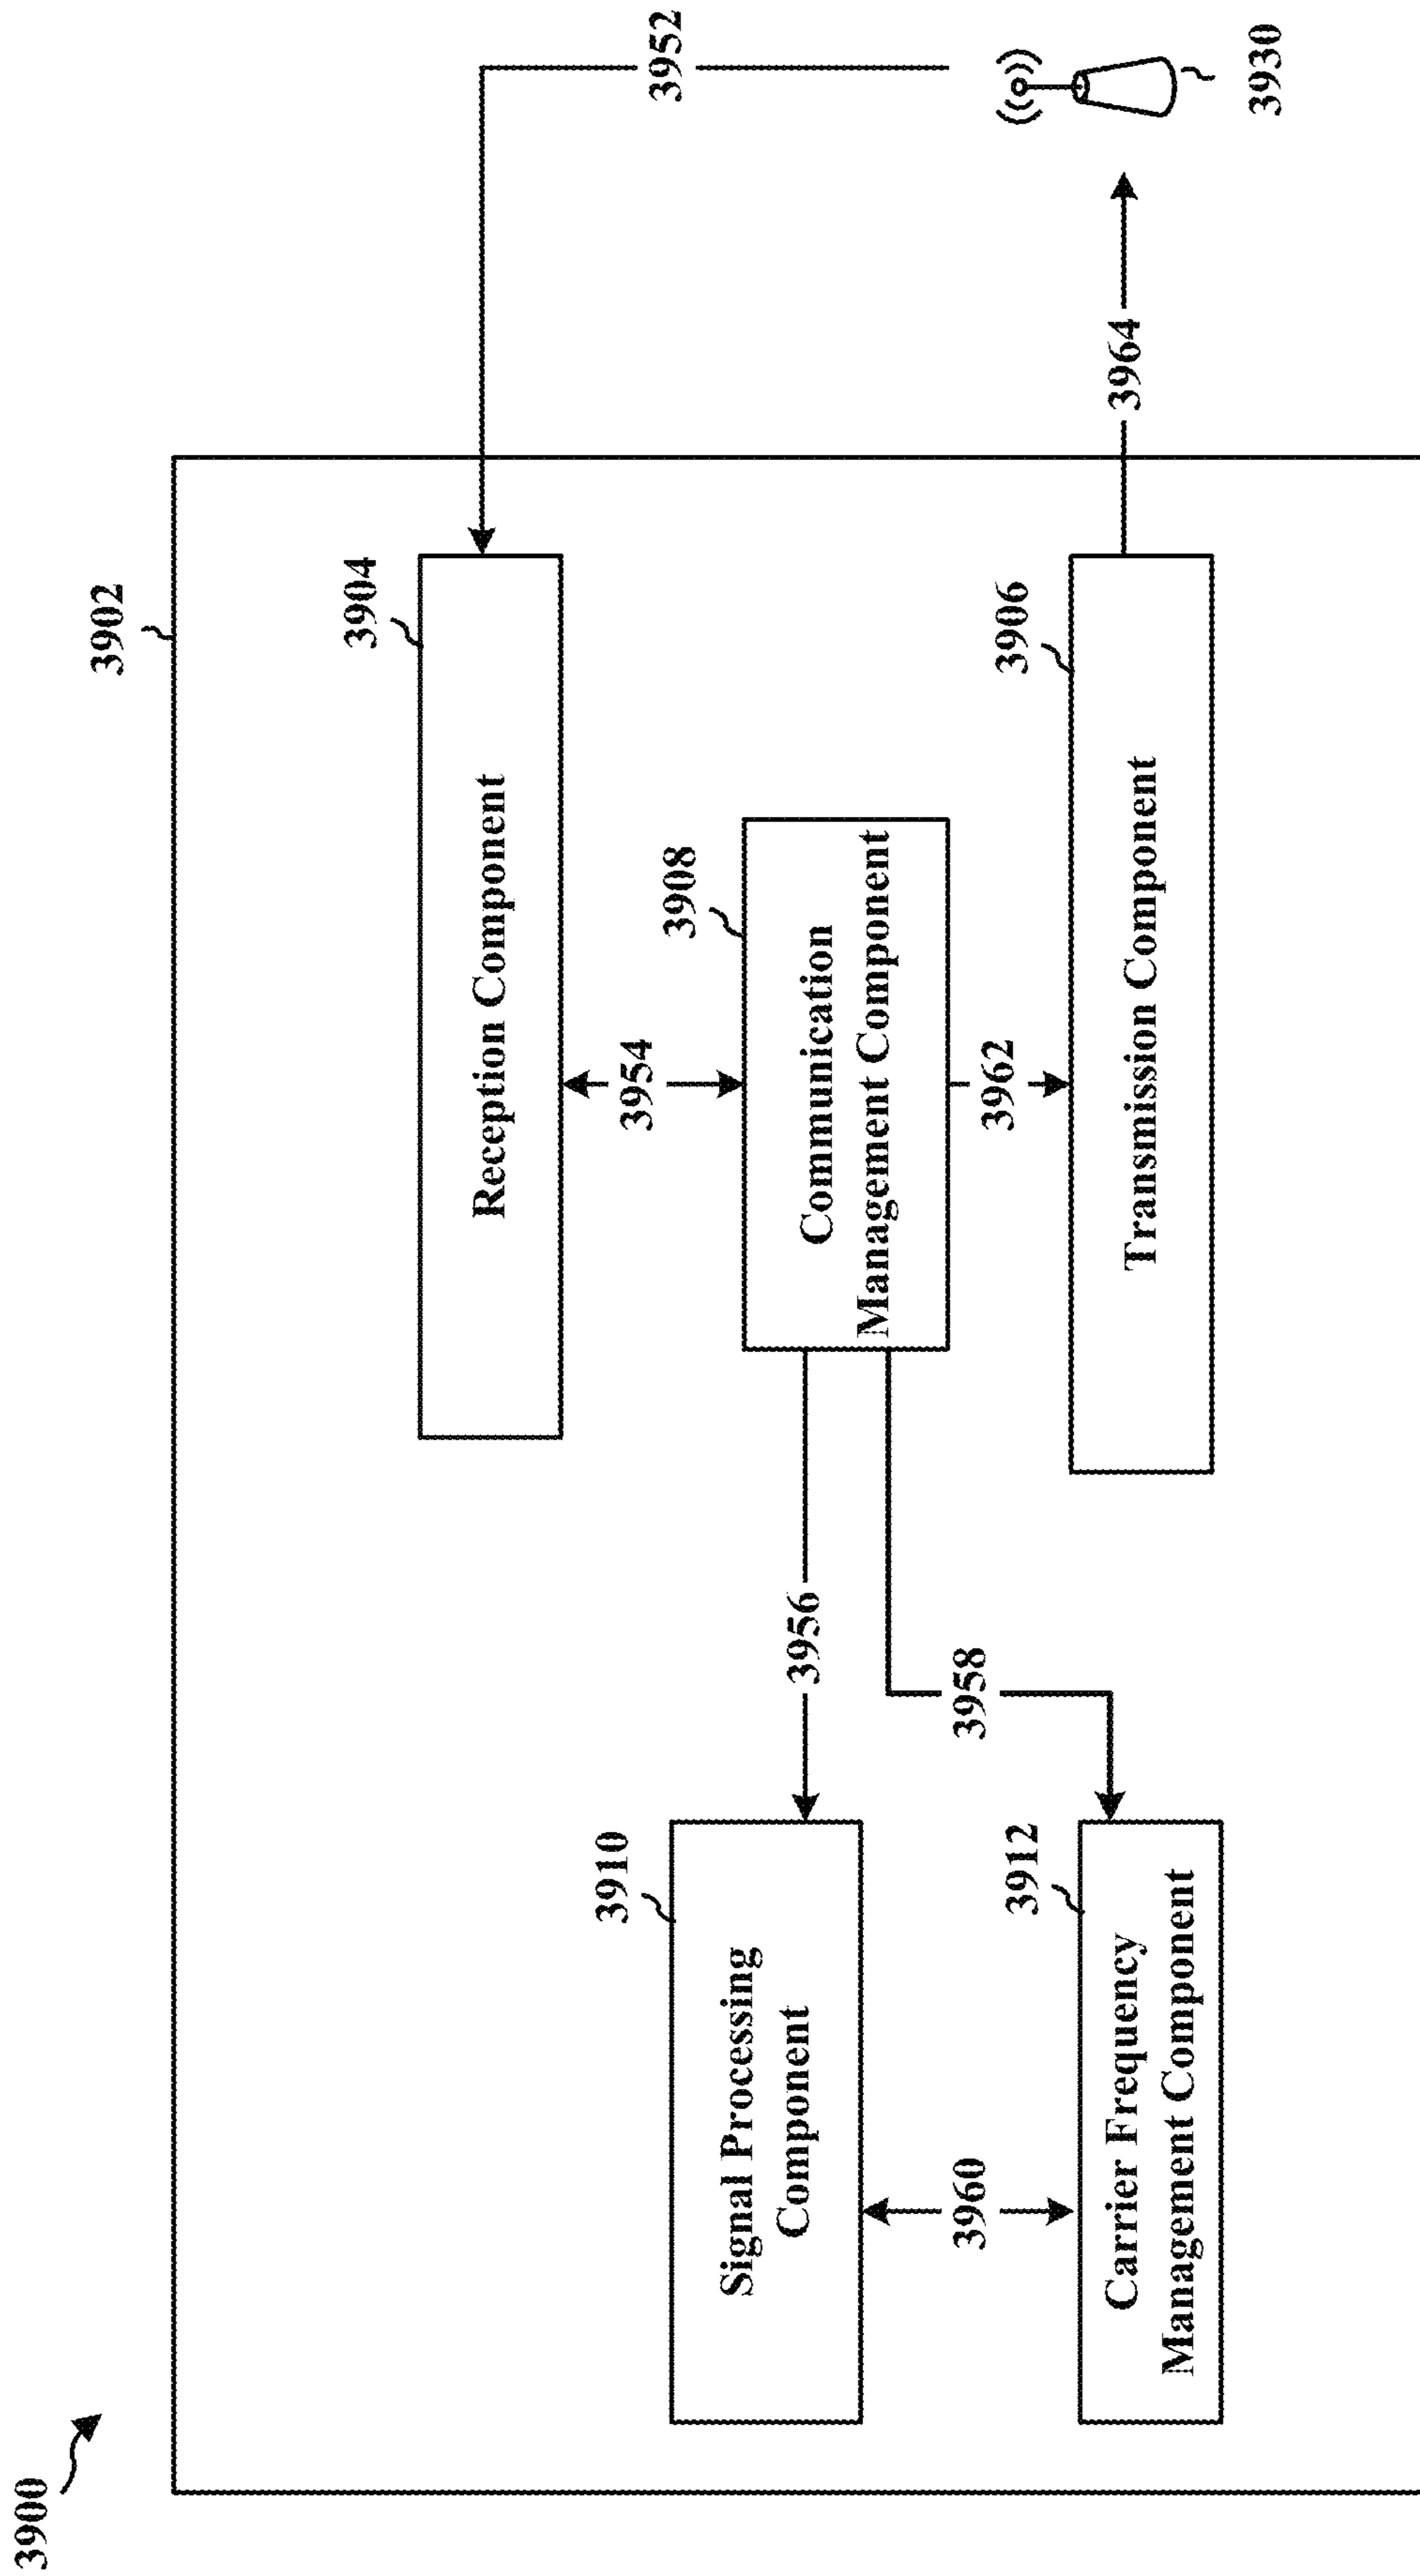 3900
3902
3904
Reception Component
3952
3954
3910
Signal Processing
Component
3956
3908
Communication
Management Component
3960
3958
3962
3912
Carrier Frequency
Management Component
3906
Transmission Component
3964
3930